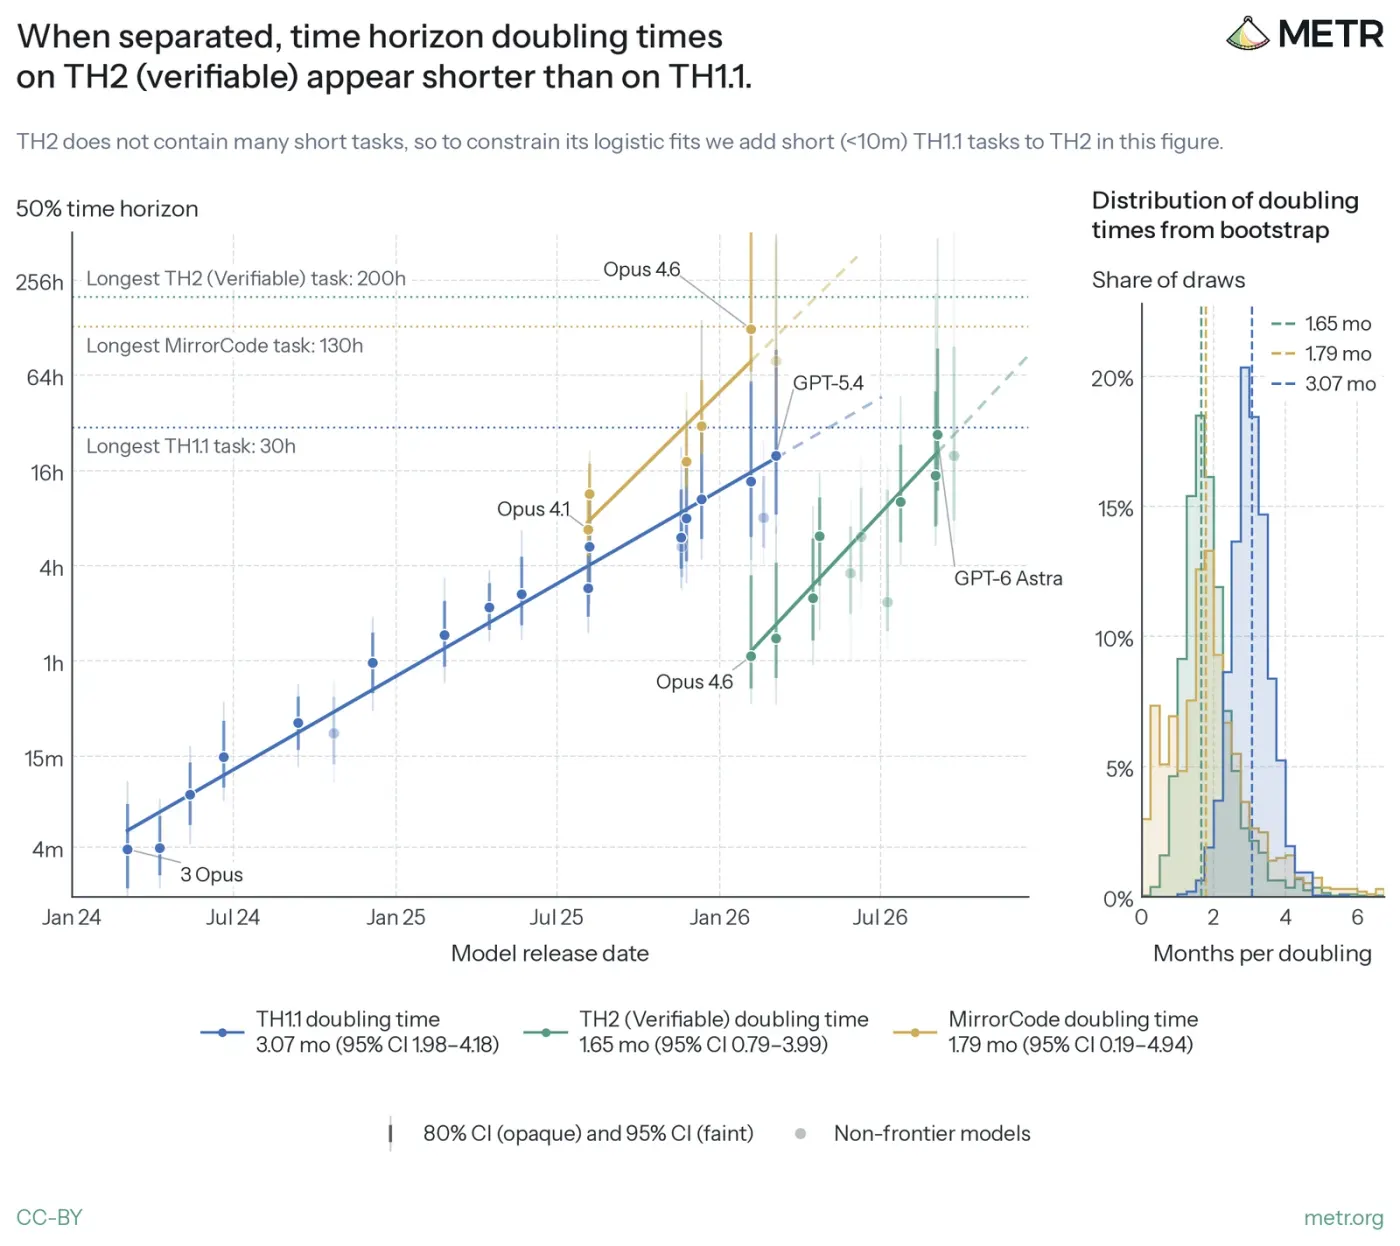 When separated, time horizon doubling times
on TH2 (verifiable) appear shorter than on TH1.1.
METR
TH2 does not contain many short tasks, so to constrain its logistic fits we add short (<10m) TH1.1 tasks to TH2 in this figure.
50% time horizon
256h
64h
16h
4h
1h
15m
4m
Longest TH2 (Verifiable) task: 200h
Longest MirrorCode task: 130h
Longest TH1.1 task: 30h
Opus 4.6
GPT-5.4
Opus 4.1
GPT-6 Astra
Opus 4.6
3 Opus
Jan 24
Jul 24
Jan 25
Jul 25
Jan 26
Jul 26
Model release date
Distribution of doubling
times from bootstrap
Share of draws
1.65 mo
1.79 mo
3.07 mo
20%
15%
10%
5%
0%
0
2
4
6
Months per doubling
TH1.1 doubling time
3.07 mo (95% CI 1.98–4.18)
TH2 (Verifiable) doubling time
1.65 mo (95% CI 0.79–3.99)
MirrorCode doubling time
1.79 mo (95% CI 0.19–4.94)
80% CI (opaque) and 95% CI (faint)
Non-frontier models
CC-BY
metr.org